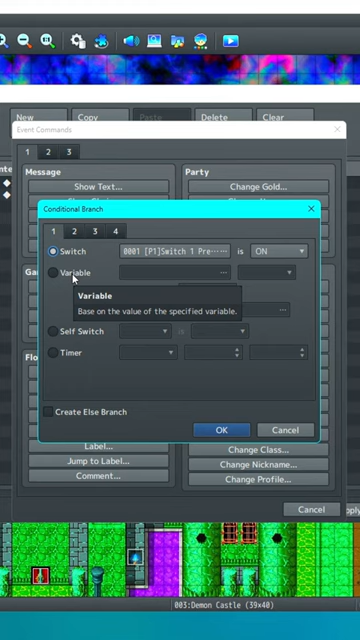 New Copy Paste Delete Clear
Event Commands
1 2 3
Message Party
Show Text... Change Gold...
Conditional Branch
1 2 3 4
Switch 0001 [P1]Switch 1 Pre··· ··· is ON
Variable ...
Variable
Base on the value of the specified variable.
...
Self Switch is
Timer
Create Else Branch
OK Cancel
Label...
Change Class...
Jump to Label...
Change Nickname...
Comment...
Change Profile...
Cancel
003:Demon Castle (39x40)